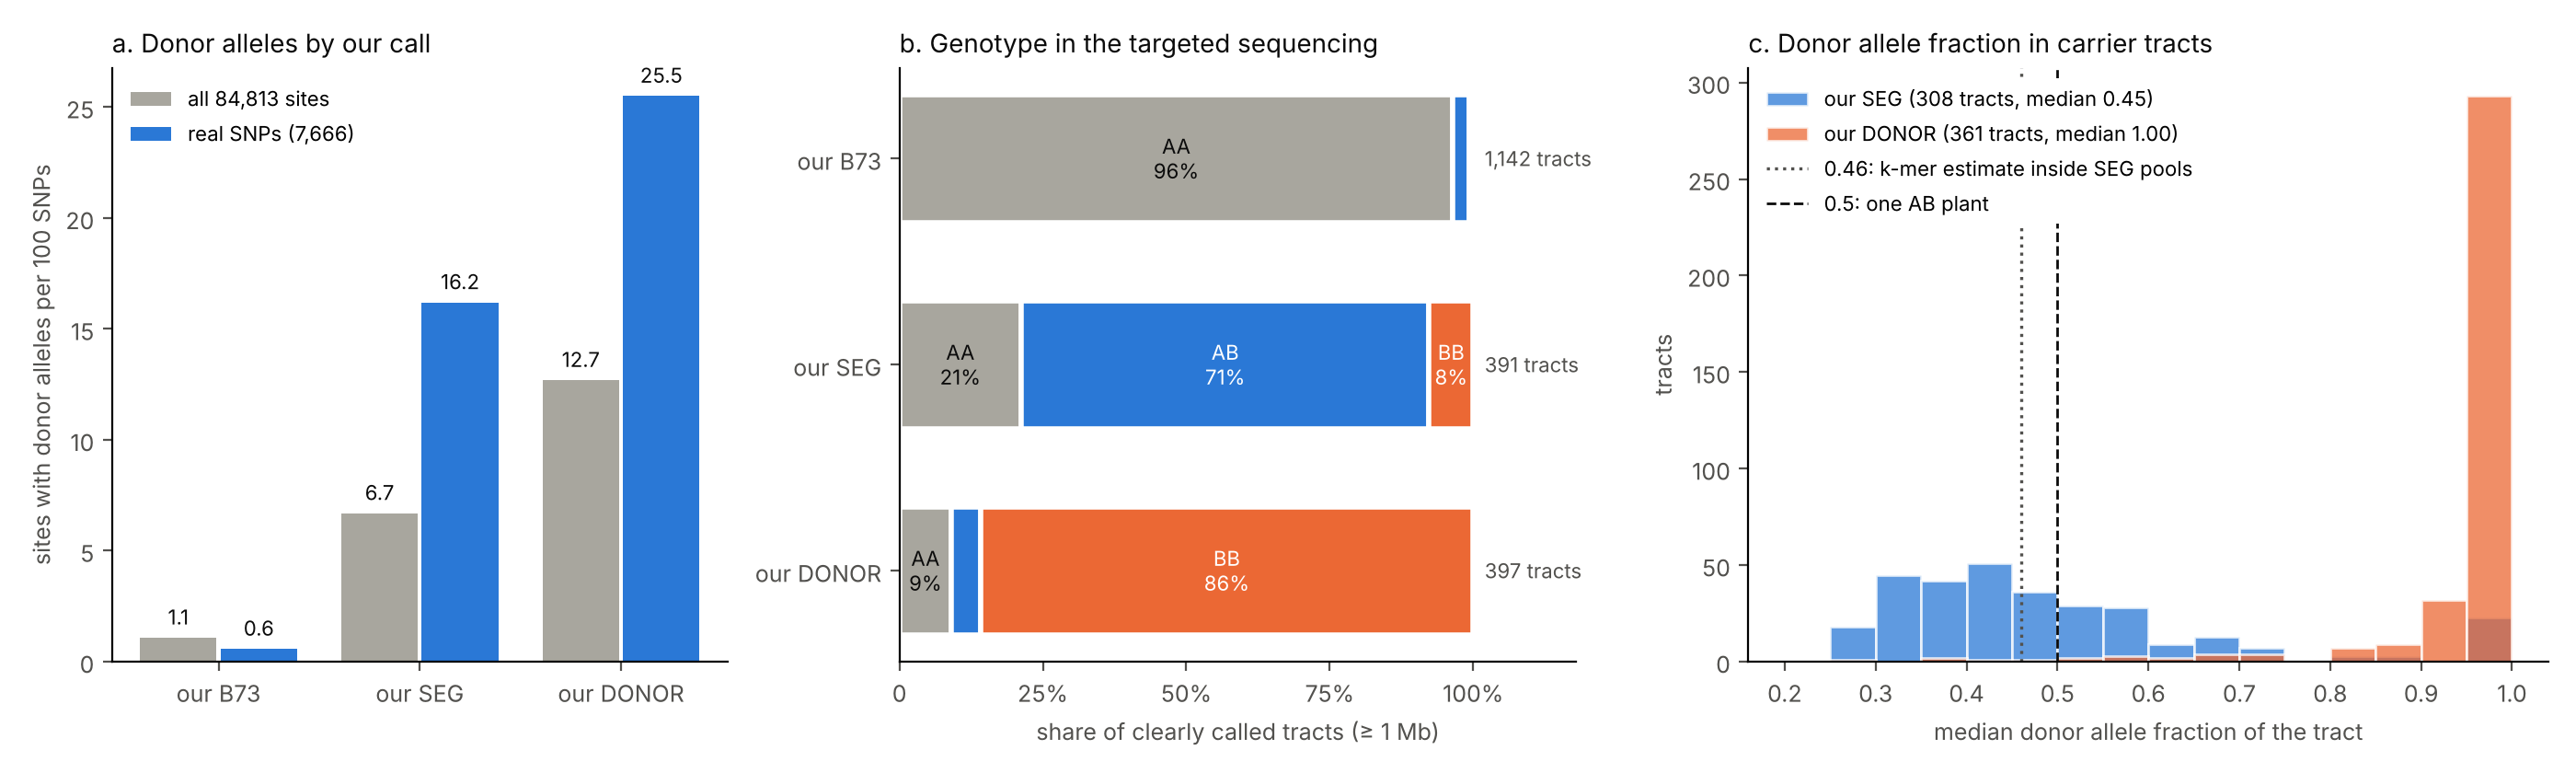 a. Donor alleles by our call
all 84,813 sites
real SNPs (7,666)
sites with donor alleles per 100 SNPs
25
20
15
10
5
0
1.1
0.6
6.7
16.2
12.7
25.5
our B73
our SEG
our DONOR
b. Genotype in the targeted sequencing
our B73
AA
96%
1,142 tracts
our SEG
AA
21%
AB
71%
BB
8%
391 tracts
our DONOR
AA
9%
BB
86%
397 tracts
0
25%
50%
75%
100%
share of clearly called tracts (≥ 1 Mb)
c. Donor allele fraction in carrier tracts
our SEG (308 tracts, median 0.45)
our DONOR (361 tracts, median 1.00)
0.46: k-mer estimate inside SEG pools
0.5: one AB plant
tracts
300
250
200
150
100
50
0
0.2
0.3
0.4
0.5
0.6
0.7
0.8
0.9
1.0
median donor allele fraction of the tract